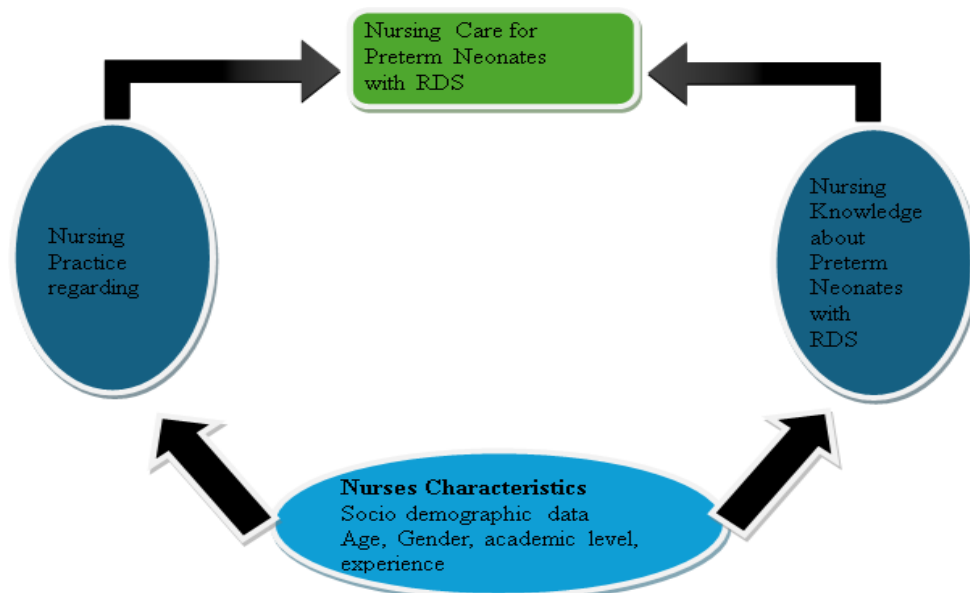 Nursing Care for
Preterm Neonates
with RDS
Nursing
Practice
regarding
Nursing
Knowledge
about
Preterm
Neonates
with
RDS
Nurses Characteristics
Socio demographic data
Age, Gender, academic level,
experience